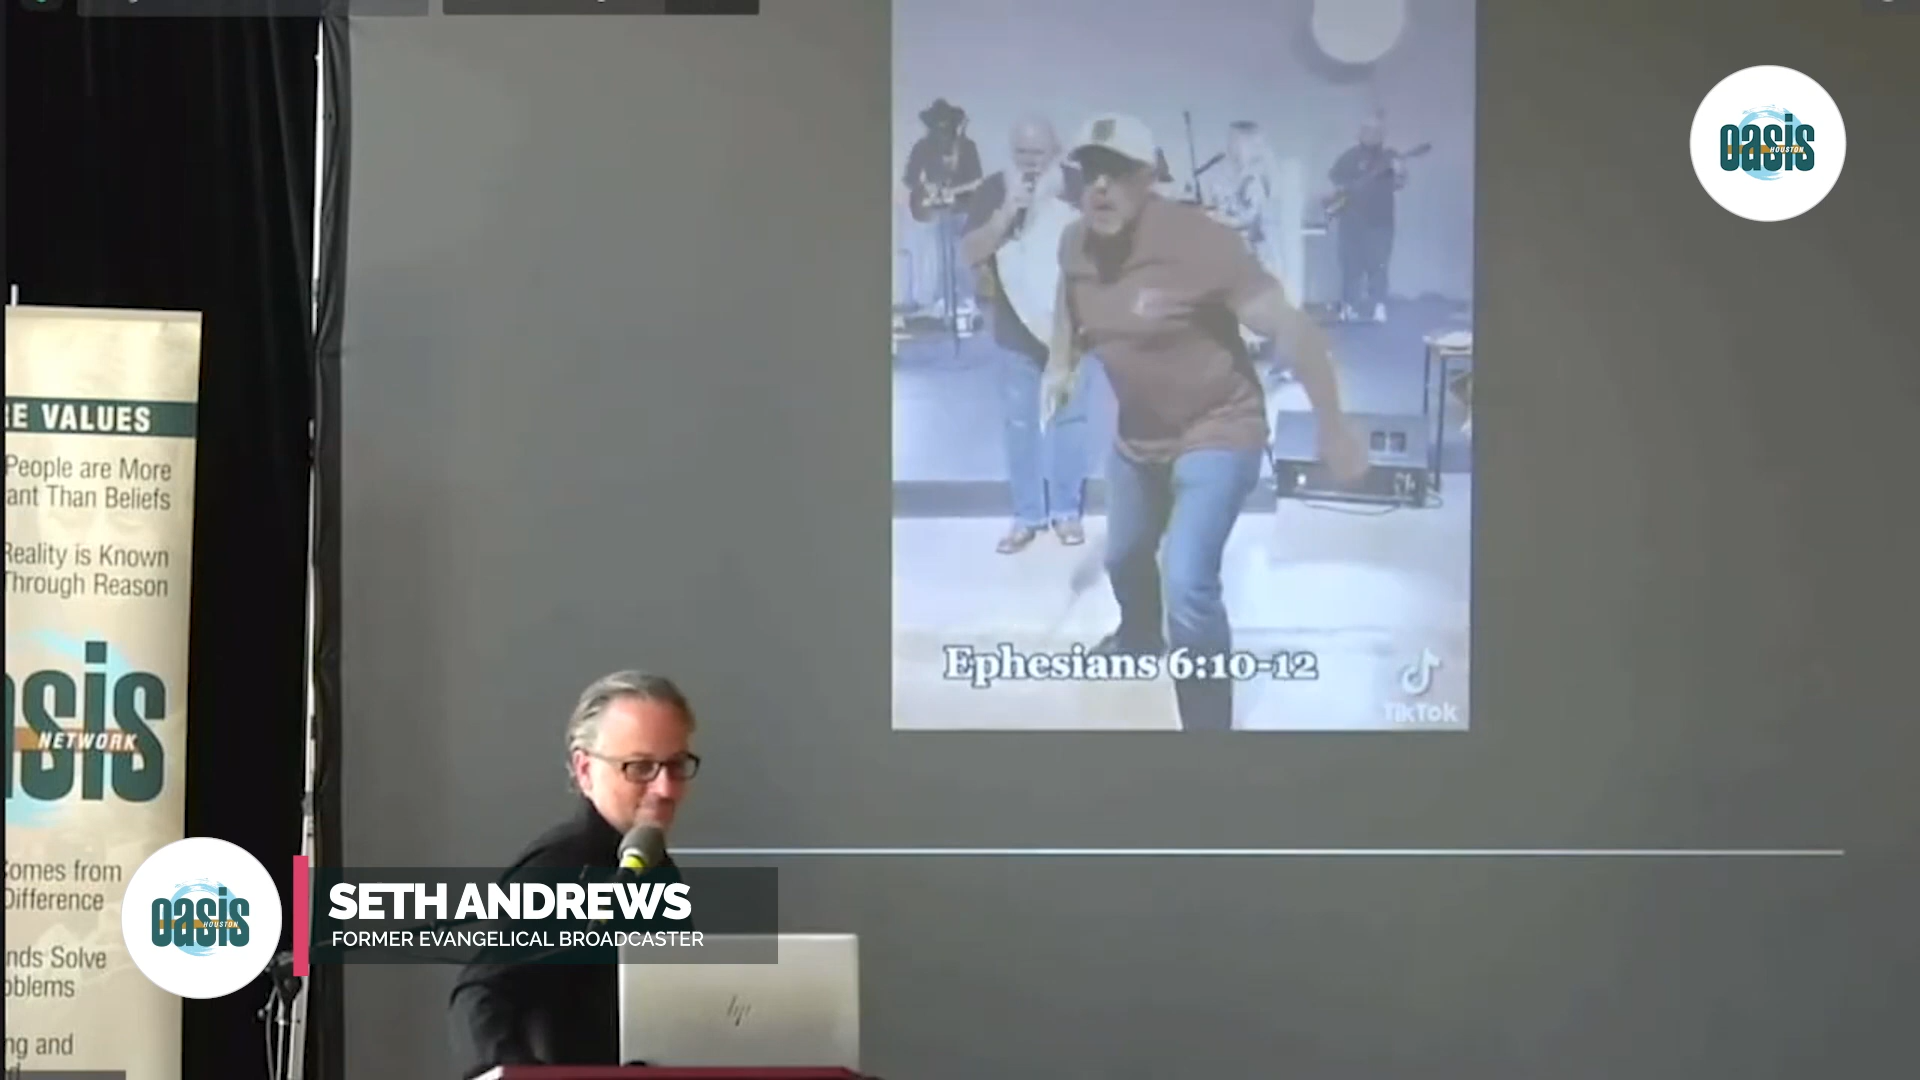 oasis
HOUSTON
RE VALUES
People are More
ant Than Beliefs
Reality is Known
Through Reason
asis
NETWORK
omes from
Difference
nds Solve
oblems
ng and
Ephesians 6:10-12
TikTok
oasis
HOUSTON
SETH ANDREWS
FORMER EVANGELICAL BROADCASTER
hp